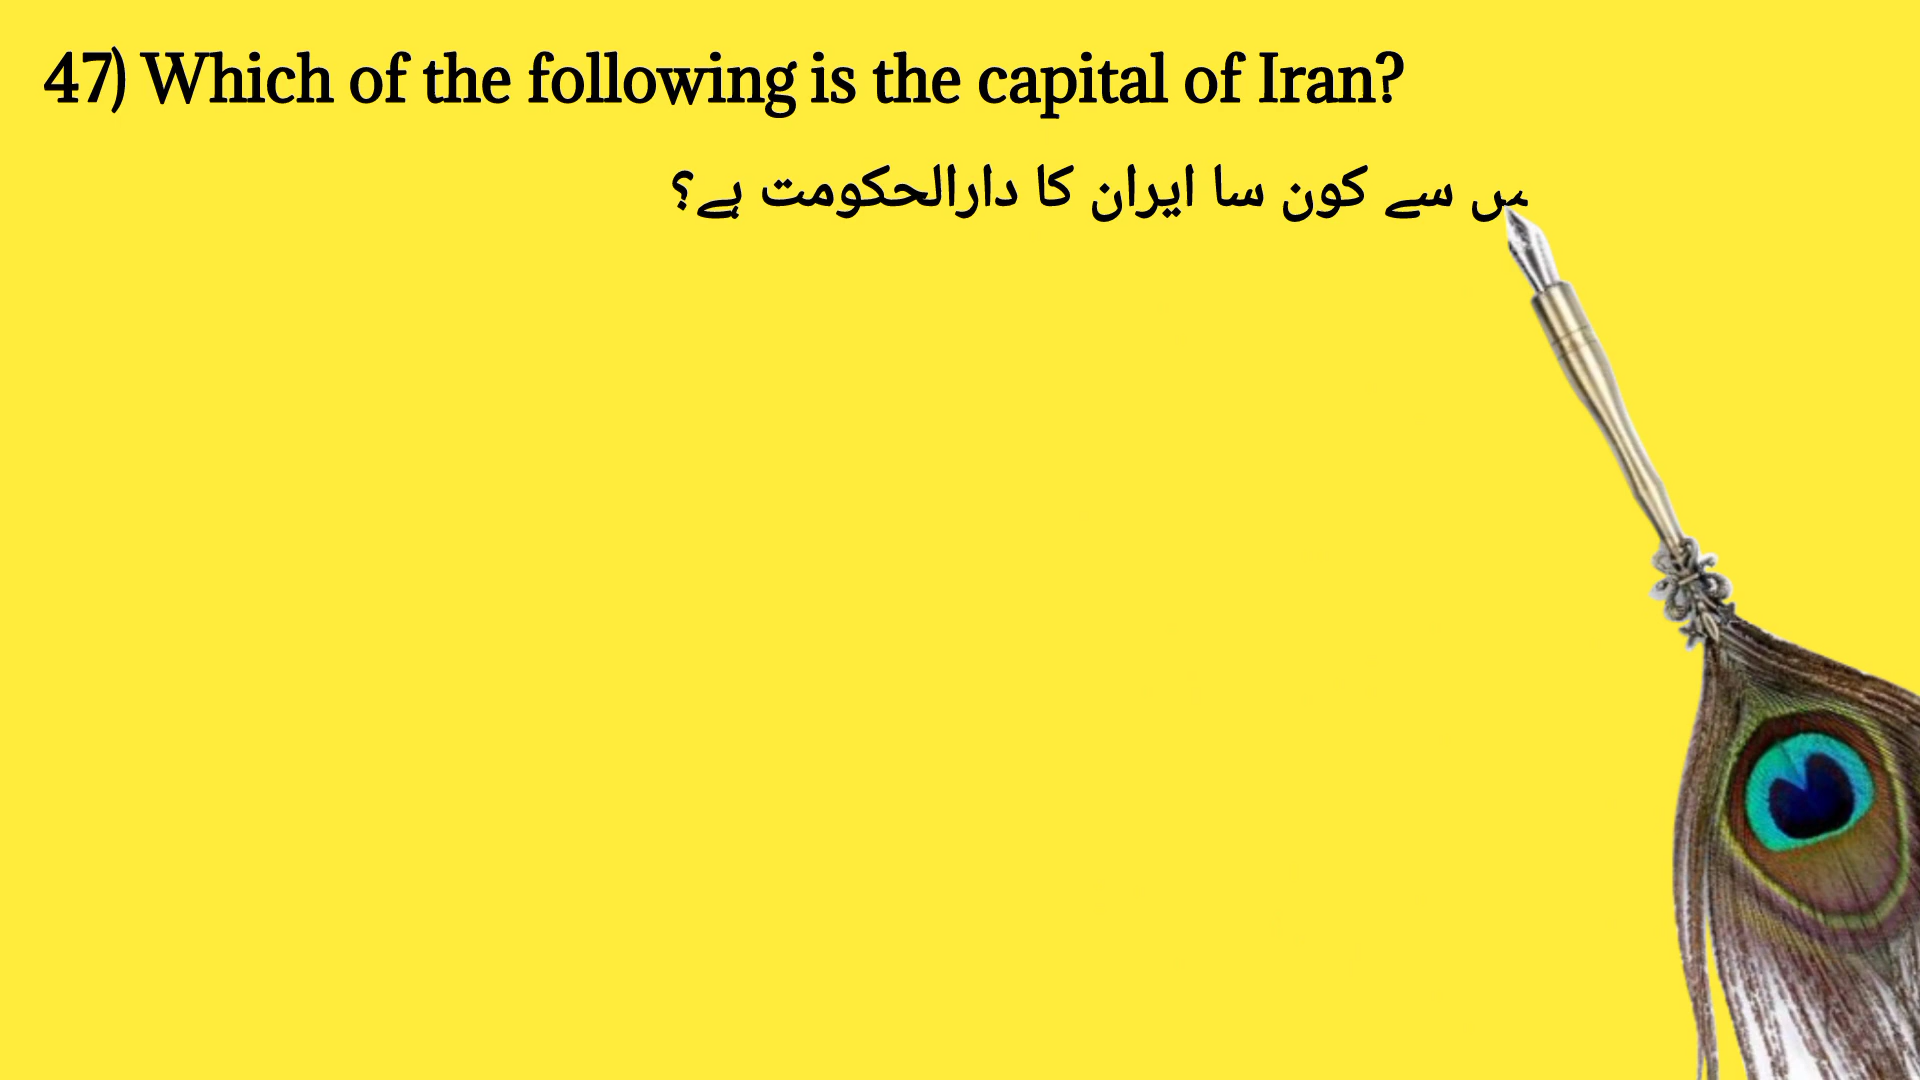 47) Which of the following is the capital of Iran?
سے کون سا ایران کا دارالحکومت ہے؟